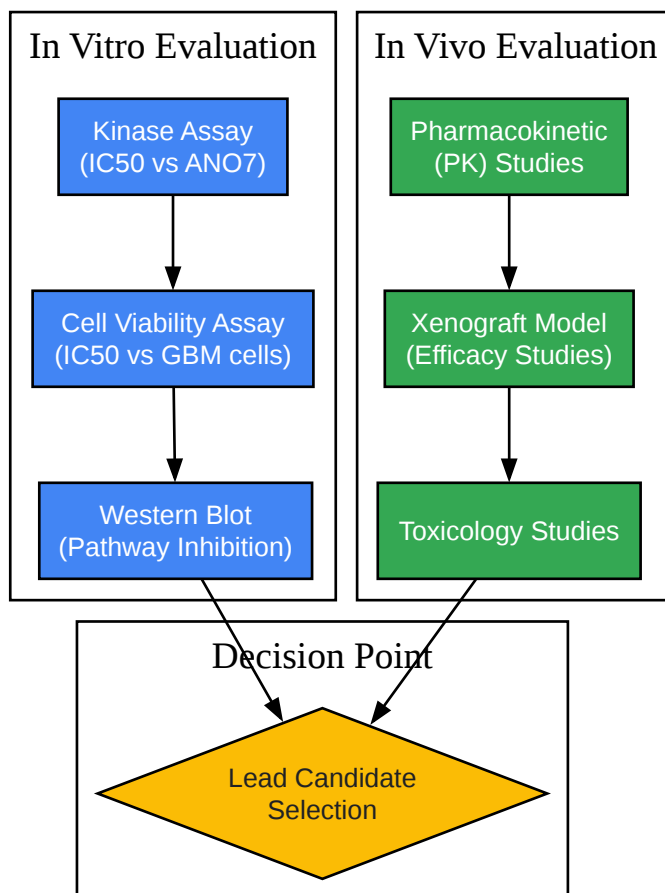 In Vitro Evaluation
Kinase Assay
(IC50 vs ANO7)
Cell Viability Assay
(IC50 vs GBM cells)
Western Blot
(Pathway Inhibition)
In Vivo Evaluation
Pharmacokinetic
(PK) Studies
Xenograft Model
(Efficacy Studies)
Toxicology Studies
Decision Point
Lead Candidate
Selection